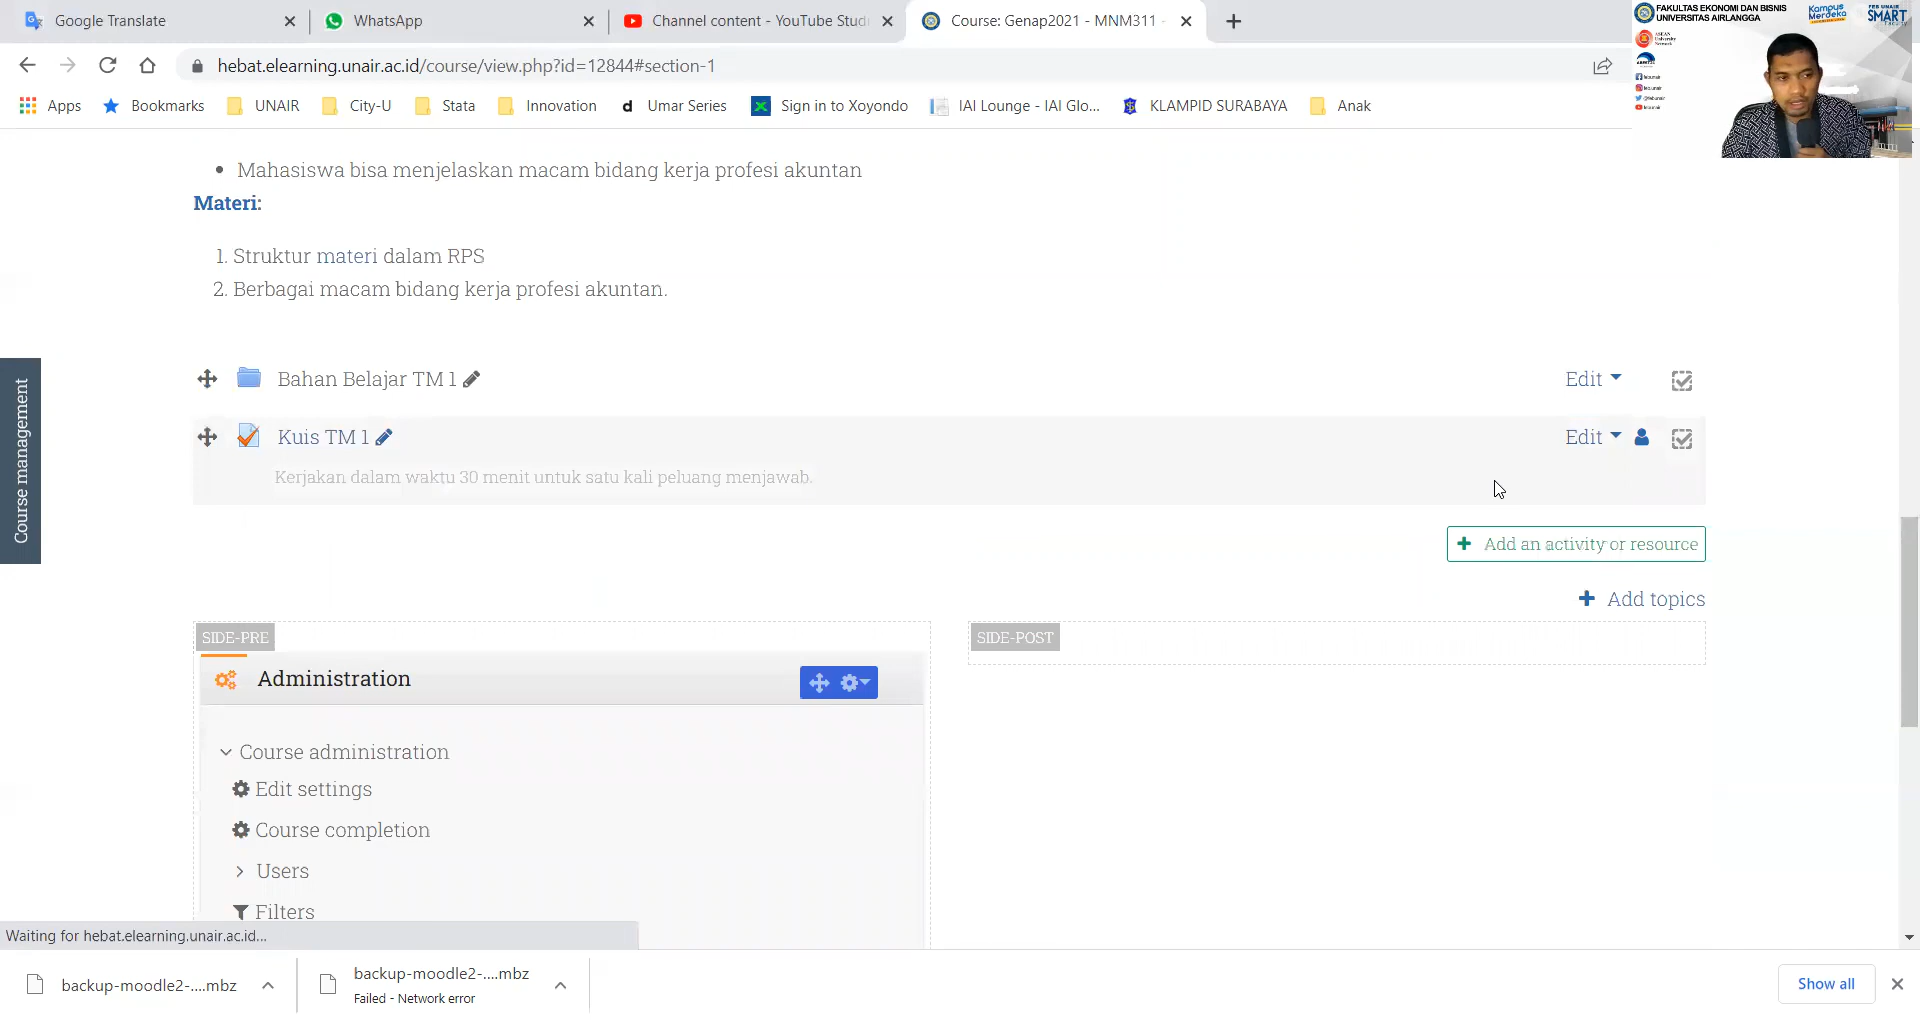 Google Translate
WhatsApp
Channel content - YouTube Stud
Course: Genap2021 - MNM311 -
hebat.elearning.unair.ac.id/course/view.php?id=12844#section-1
Apps
Bookmarks
UNAIR
City-U
Stata
Innovation
Umar Series
Sign in to Xoyondo
IAI Lounge - IAI Glo...
KLAMPID SURABAYA
Anak
FAKULTAS EKONOMI DAN BISNIS
UNIVERSITAS AIRLANGGA
Kampus
Merdeka
FEB UNAIR
SMART
Mahasiswa bisa menjelaskan macam bidang kerja profesi akuntan
Materi:
1. Struktur materi dalam RPS
2. Berbagai macam bidang kerja profesi akuntan.
Course management
Bahan Belajar TM 1
Edit
Kuis TM 1
Edit
Kerjakan dalam waktu 30 menit untuk satu kali peluang menjawab.
Add an activity or resource
Add topics
SIDE-PRE
SIDE-POST
Administration
Course administration
Edit settings
Course completion
Users
Filters
Waiting for hebat.elearning.unair.ac.id...
backup-moodle2-....mbz
backup-moodle2-....mbz
Failed - Network error
Show all